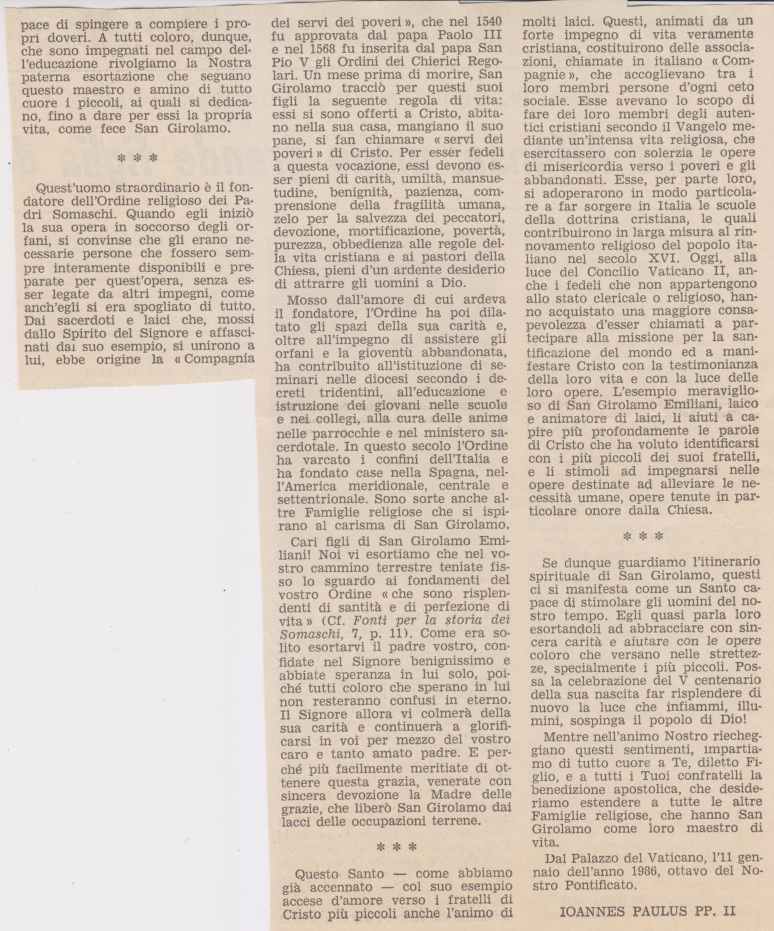 pace di spingere a compiere i pro-
pri doveri. A tutti coloro, dunque,
che sono impegnati nel campo del-
l'educazione rivolgiamo la Nostra
paterna esortazione che seguano
questo maestro e amino di tutto
cuore i piccoli, ai quali si dedica-
no, fino a dare per essi la propria
vita, come fece San Girolamo.
* * *
Quest'uomo straordinario è il fon-
datore dell'Ordine religioso dei Pa-
dri Somaschi. Quando egli iniziò
la sua opera in soccorso degli or-
fani, si convinse che gli erano ne-
cessarie persone che fossero sem-
pre interamente disponibili e pre-
parate per quest'opera, senza es-
ser legate da altri impegni, come
anch'egli si era spogliato di tutto.
Dai sacerdoti e laici che, mossi
dallo Spirito del Signore e affasci-
nati dai suo esempio, si unirono a
lui, ebbe origine la « Compagnia
dei servi dei poveri », che nel 1540
fu approvata dal papa Paolo III
e nel 1568 fu inserita dal papa San
Pio V gli Ordini dei Chierici Rego-
lari. Un mese prima di morire, San
Girolamo tracciò per questi suoi
figli la seguente regola di vita:
essi si sono offerti a Cristo, abita-
no nella sua casa, mangiano il suo
pane, si fan chiamare « servi dei
poveri » di Cristo. Per esser fedeli
a questa vocazione, essi devono es-
ser pieni di carità, umiltà, mansue-
tudine, benignità, pazienza, com-
prensione della fragilità umana,
zelo per la salvezza dei peccatori,
devozione, mortificazione, povertà,
purezza, obbedienza alle regole del-
la vita cristiana e ai pastori della
Chiesa, pieni d'un ardente desiderio
di attrarre gli uomini a Dio.
Mosso dall'amore di cui ardeva
il fondatore, l'Ordine ha poi dila-
tato gli spazi della sua carità e,
oltre all'impegno di assistere gli
orfani e la gioventù abbandonata,
ha contribuito all'istituzione di se-
minari nelle diocesi secondo i de-
creti tridentini, all'educazione e
istruzione dei giovani nelle scuole
e nei collegi, alla cura delle anime
nelle parrocchie e nel ministero sa-
cerdotale. In questo secolo l'Ordine
ha varcato i confini dell'Italia e
ha fondato case nella Spagna, nel-
l'America meridionale, centrale e
settentrionale. Sono sorte anche al-
tre Famiglie religiose che si ispi-
rano al carisma di San Girolamo.
Cari figli di San Girolamo Emi-
liani! Noi vi esortiamo che nel vo-
stro cammino terrestre teniate fis-
so lo sguardo ai fondamenti del
vostro Ordine « che sono risplen-
denti di santità e di perfezione di
vita » (Cf. Fonti per la storia dei
Somaschi, 7, p. 11). Come era so-
lito esortarvi il padre vostro, con-
fidate nel Signore benignissimo e
abbiate speranza in lui solo, poi-
ché tutti coloro che sperano in lui
non resteranno confusi in eterno.
Il Signore allora vi colmerà della
sua carità e continuerà a glorifi-
carsi in voi per mezzo del vostro
caro e tanto amato padre. E per-
ché più facilmente meritiate di ot-
tenere questa grazia, venerate con
sincera devozione la Madre delle
grazie, che liberò San Girolamo dai
lacci delle occupazioni terrene.
* * *
Questo Santo — come abbiamo
già accennato — col suo esempio
accese d'amore verso i fratelli di
Cristo più piccoli anche l'animo di
molti laici. Questi, animati da un
forte impegno di vita veramente
cristiana, costituirono delle associa-
zioni, chiamate in italiano « Com-
pagnie », che accoglievano tra i
loro membri persone d'ogni ceto
sociale. Esse avevano lo scopo di
fare dei loro membri degli auten-
tici cristiani secondo il Vangelo me-
diante un'intensa vita religiosa, che
esercitassero con solerzia le opere
di misericordia verso i poveri e gli
abbandonati. Esse, per parte loro,
si adoperarono in modo particola-
re a far sorgere in Italia le scuole
della dottrina cristiana, le quali
contribuirono in larga misura al rin-
novamento religioso del popolo ita-
liano nel secolo XVI. Oggi, alla
luce del Concilio Vaticano II, an-
che i fedeli che non appartengono
allo stato clericale o religioso, han-
no acquistato una maggiore consa-
pevolezza d'esser chiamati a par-
tecipare alla missione per la san-
tificazione del mondo ed a mani-
festare Cristo con la testimonianza
della loro vita e con la luce delle
loro opere. L'esempio meraviglio-
so di San Girolamo Emiliani, laico
e animatore di laici, li aiuti a ca-
pire più profondamente le parole
di Cristo che ha voluto identificarsi
con i più piccoli dei suoi fratelli,
e li stimoli ad impegnarsi nelle
opere destinate ad alleviare le ne-
cessità umane, opere tenute in par-
ticolare onore dalla Chiesa.
* * *
Se dunque guardiamo l'itinerario
spirituale di San Girolamo, questi
ci si manifesta come un Santo ca-
pace di stimolare gli uomini del no-
stro tempo. Egli quasi parla loro
esortandoli ad abbracciare con sin-
cera carità e aiutare con le opere
coloro che versano nelle strettez-
ze, specialmente i più piccoli. Pos-
sa la celebrazione del V centenario
della sua nascita far risplendere di
nuovo la luce che infiammi, illu-
mini, sospinga il popolo di Dio!
Mentre nell'animo Nostro riecheg-
giano questi sentimenti, impartia-
mo di tutto cuore a Te, diletto Fi-
glio, e a tutti i Tuoi confratelli la
benedizione apostolica, che deside-
riamo estendere a tutte le altre
Famiglie religiose, che hanno San
Girolamo come loro maestro di
vita.
Dal Palazzo del Vaticano, l'11 gen-
naio dell'anno 1986, ottavo del No-
stro Pontificato.
IOANNES PAULUS PP. II